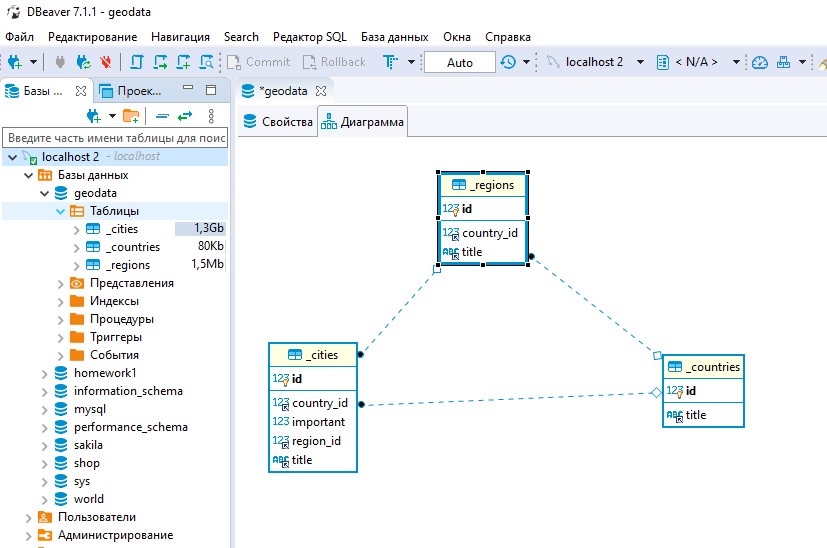 DBeaver 7.1.1 - geodata
Файл Редактирование Навигация Search Редактор SQL База данных Окна Справка
Commit Rollback Auto localhost 2 < N/A >
Базы ... Проек... *geodata
Свойства Диаграмма
Введите часть имени таблицы для поис
localhost 2 - localhost
Базы данных
geodata
Таблицы
_cities 1,3Gb
_countries 80Kb
_regions 1,5Mb
Представления
Индексы
Процедуры
Триггеры
События
homework1
information_schema
mysql
performance_schema
sakila
shop
sys
world
Пользователи
Администрирование
_regions
123 id
123 country_id
ABC title
_cities
123 id
123 country_id
123 important
123 region_id
ABC title
_countries
123 id
ABC title